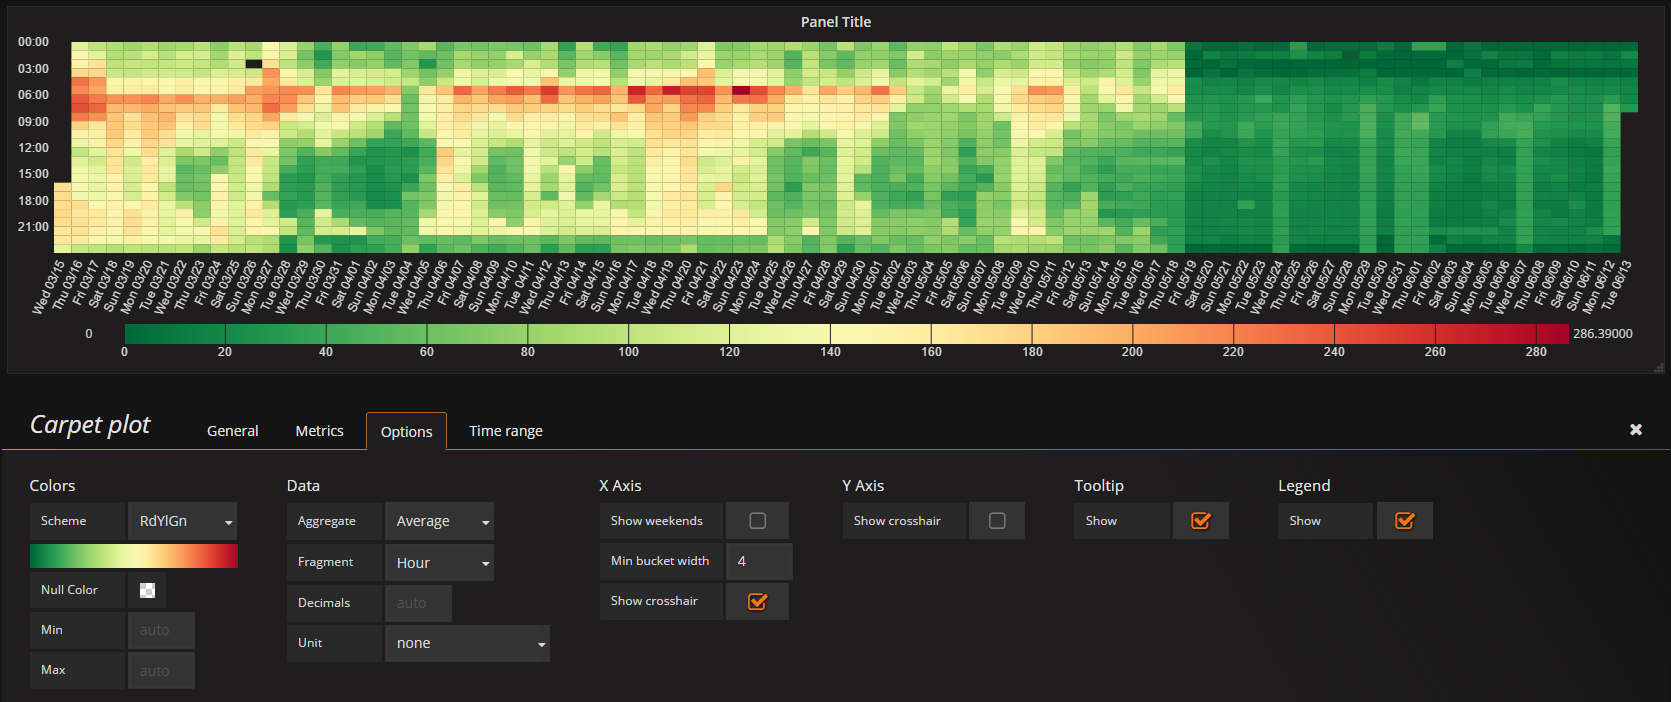 Panel Title
00:00
03:00
06:00
09:00
12:00
15:00
18:00
21:00
Wed 03/15 Thu 03/16 Fri 03/17 Sat 03/18 Sun 03/19 Mon 03/20 Tue 03/21 Wed 03/22 Thu 03/23 Fri 03/24 Sat 03/25 Sun 03/26 Mon 03/27 Tue 03/28 Wed 03/29 Thu 03/30 Fri 03/31 Sat 04/01 Sun 04/02 Mon 04/03 Tue 04/04 Wed 04/05 Thu 04/06 Fri 04/07 Sat 04/08 Sun 04/09 Mon 04/10 Tue 04/11 Wed 04/12 Thu 04/13 Fri 04/14 Sat 04/15 Sun 04/16 Mon 04/17 Tue 04/18 Wed 04/19 Thu 04/20 Fri 04/21 Sat 04/22 Sun 04/23 Mon 04/24 Tue 04/25 Wed 04/26 Thu 04/27 Fri 04/28 Sat 04/29 Sun 04/30 Mon 05/01 Tue 05/02 Wed 05/03 Thu 05/04 Fri 05/05 Sat 05/06 Sun 05/07 Mon 05/08 Tue 05/09 Wed 05/10 Thu 05/11 Fri 05/12 Sat 05/13 Sun 05/14 Mon 05/15 Tue 05/16 Wed 05/17 Thu 05/18 Fri 05/19 Sat 05/20 Sun 05/21 Mon 05/22 Tue 05/23 Wed 05/24 Thu 05/25 Fri 05/26 Sat 05/27 Sun 05/28 Mon 05/29 Tue 05/30 Wed 05/31 Thu 06/01 Fri 06/02 Sat 06/03 Sun 06/04 Mon 06/05 Tue 06/06 Wed 06/07 Thu 06/08 Fri 06/09 Sat 06/10 Sun 06/11 Mon 06/12 Tue 06/13
0 286.39000
0 20 40 60 80 100 120 140 160 180 200 220 240 260 280
Carpet plot General Metrics Options Time range
Colors Data X Axis Y Axis Tooltip Legend
Scheme RdYlGn Aggregate Average Show weekends Show crosshair Show Show
Fragment Hour Min bucket width 4
Null Color Decimals auto Show crosshair
Min auto Unit none
Max auto